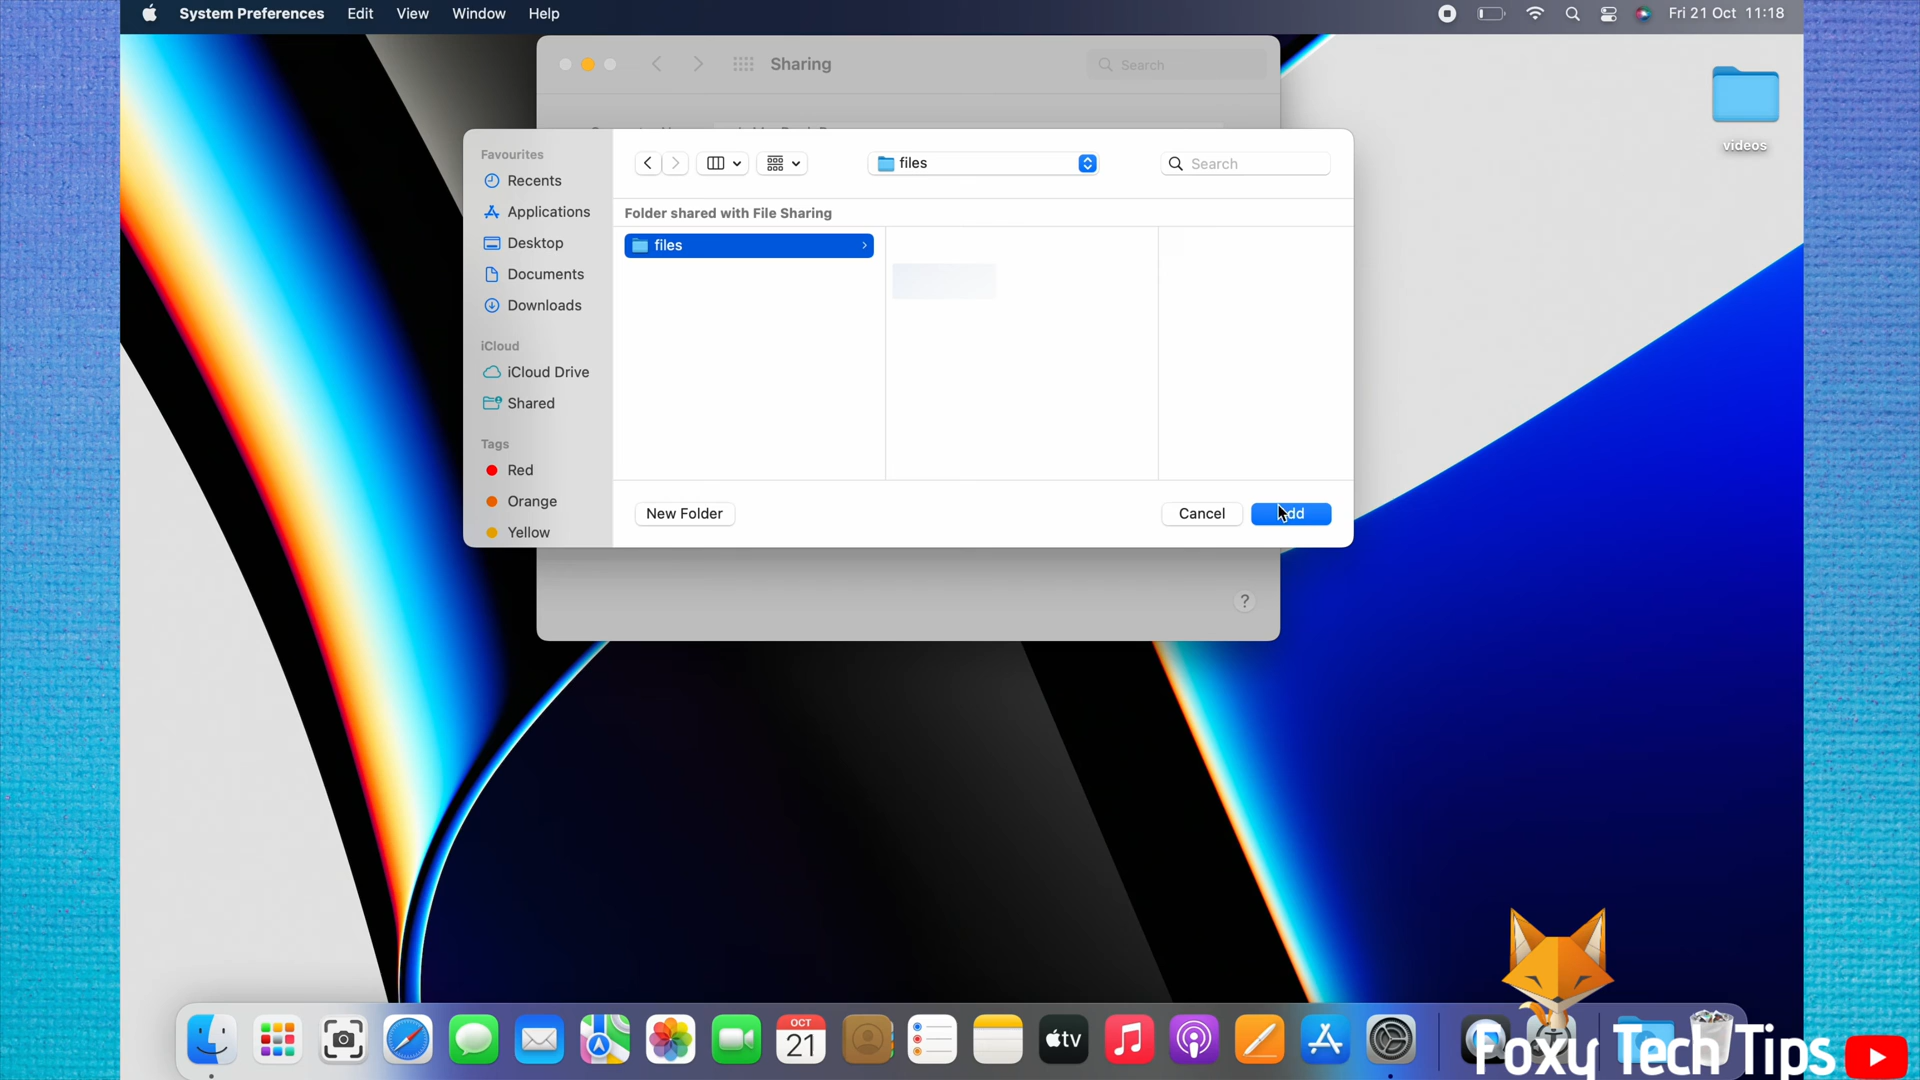 System Preferences Edit View Window Help
Fri 21 Oct 11:18
Sharing
Search
videos
Favourites
Recents
Applications
Desktop
Documents
Downloads
iCloud
iCloud Drive
Shared
Tags
Red
Orange
Yellow
files
Search
Folder shared with File Sharing
files
New Folder
Cancel
?
OCT
21
tv
Foxy Tech Tips